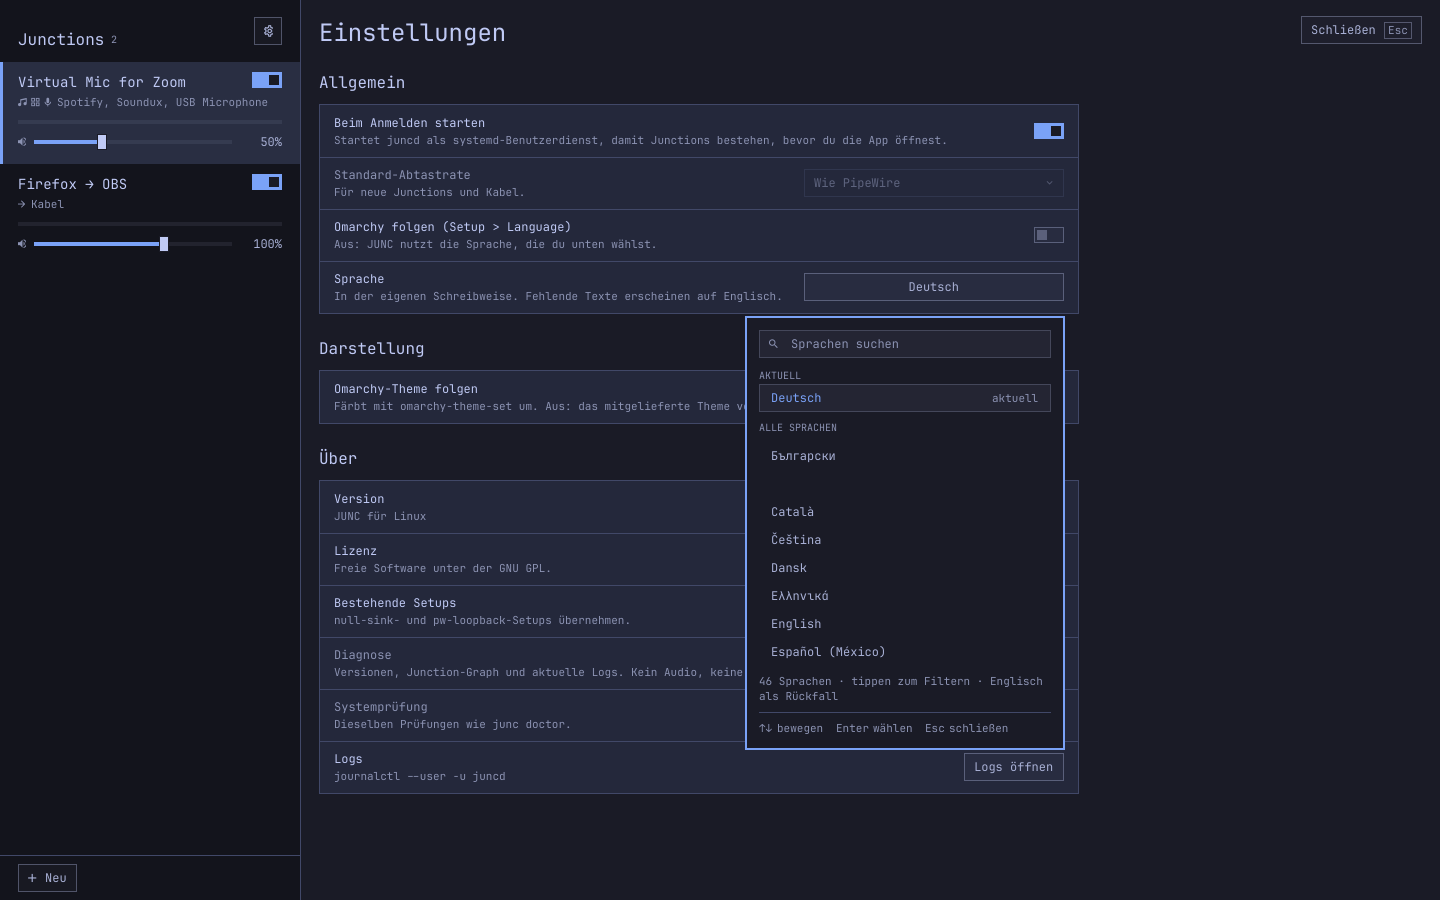 Junctions 2
Virtual Mic for Zoom
Spotify, Soundux, USB Microphone
50%
Firefox → OBS
→ Kabel
100%
+ Neu
Einstellungen
Schließen Esc
Allgemein
Beim Anmelden starten
Startet juncd als systemd-Benutzerdienst, damit Junctions bestehen, bevor du die App öffnest.
Standard-Abtastrate
Für neue Junctions und Kabel.
Wie PipeWire
Omarchy folgen (Setup > Language)
Aus: JUNC nutzt die Sprache, die du unten wählst.
Sprache
In der eigenen Schreibweise. Fehlende Texte erscheinen auf Englisch.
Deutsch
Darstellung
Omarchy-Theme folgen
Färbt mit omarchy-theme-set um. Aus: das mitgelieferte Theme
Über
Version
JUNC für Linux
Lizenz
Freie Software unter der GNU GPL.
Bestehende Setups
null-sink- und pw-loopback-Setups übernehmen.
Diagnose
Versionen, Junction-Graph und aktuelle Logs. Kein Audio, keine
Systemprüfung
Dieselben Prüfungen wie junc doctor.
Logs
journalctl --user -u juncd
Logs öffnen
Sprachen suchen
AKTUELL
Deutsch aktuell
ALLE SPRACHEN
Български
Català
Čeština
Dansk
Ελληνικά
English
Español (México)
46 Sprachen · tippen zum Filtern · Englisch
als Rückfall
↑↓ bewegen Enter wählen Esc schließen